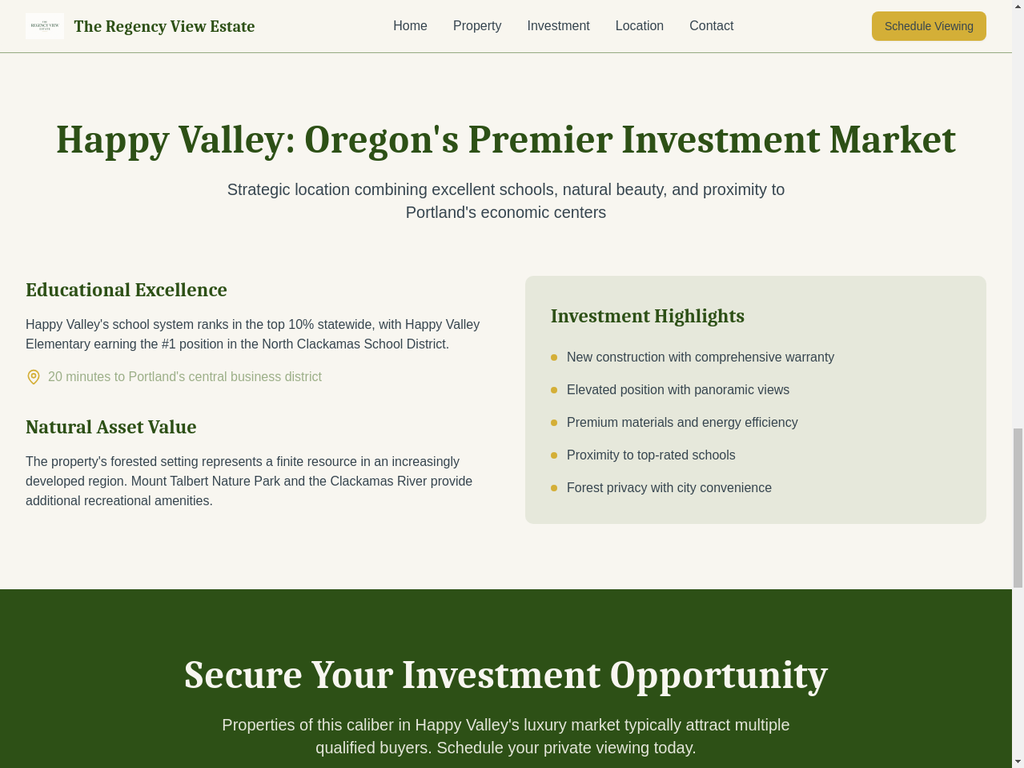 THE
REGENCY VIEW
ESTATE
The Regency View Estate
Home
Property
Investment
Location
Contact
Schedule Viewing
Happy Valley: Oregon's Premier Investment Market
Strategic location combining excellent schools, natural beauty, and proximity to
Portland's economic centers
Educational Excellence
Happy Valley's school system ranks in the top 10% statewide, with Happy Valley
Elementary earning the #1 position in the North Clackamas School District.
20 minutes to Portland's central business district
Natural Asset Value
The property's forested setting represents a finite resource in an increasingly
developed region. Mount Talbert Nature Park and the Clackamas River provide
additional recreational amenities.
Investment Highlights
New construction with comprehensive warranty
Elevated position with panoramic views
Premium materials and energy efficiency
Proximity to top-rated schools
Forest privacy with city convenience
Secure Your Investment Opportunity
Properties of this caliber in Happy Valley's luxury market typically attract multiple
qualified buyers. Schedule your private viewing today.